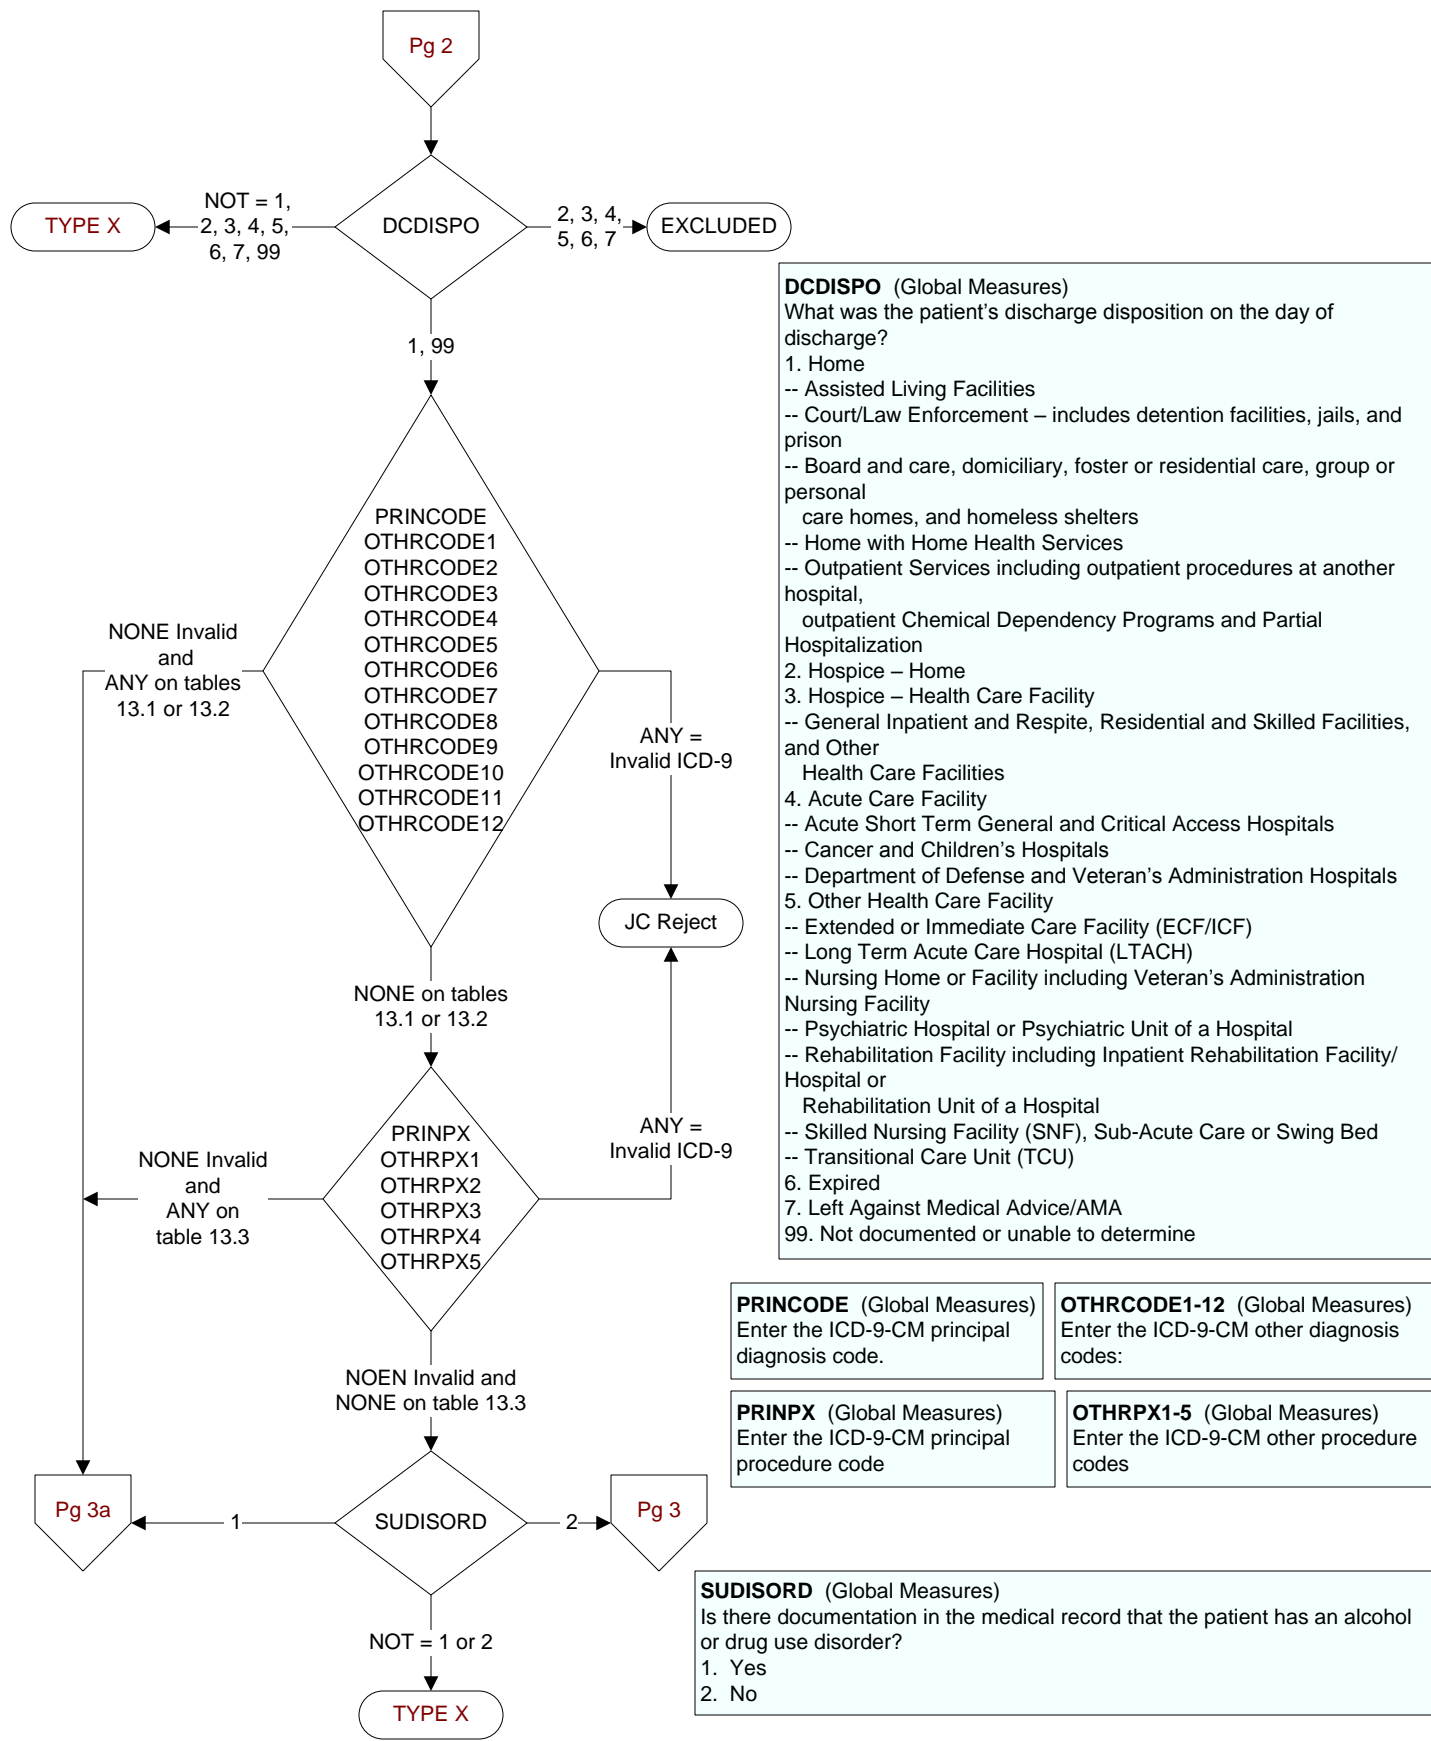 Pg 2
NOT = 1,
2, 3, 4, 5,
6, 7, 99
TYPE X
DCDISPO
2, 3, 4,
5, 6, 7
EXCLUDED
1, 99
DCDISPO (Global Measures)
What was the patient's discharge disposition on the day of
discharge?
1. Home
-- Assisted Living Facilities
-- Court/Law Enforcement – includes detention facilities, jails, and
prison
-- Board and care, domiciliary, foster or residential care, group or
personal
care homes, and homeless shelters
-- Home with Home Health Services
-- Outpatient Services including outpatient procedures at another
hospital,
outpatient Chemical Dependency Programs and Partial
Hospitalization
2. Hospice – Home
3. Hospice – Health Care Facility
-- General Inpatient and Respite, Residential and Skilled Facilities,
and Other
Health Care Facilities
4. Acute Care Facility
-- Acute Short Term General and Critical Access Hospitals
-- Cancer and Children's Hospitals
-- Department of Defense and Veteran's Administration Hospitals
5. Other Health Care Facility
-- Extended or Immediate Care Facility (ECF/ICF)
-- Long Term Acute Care Hospital (LTACH)
-- Nursing Home or Facility including Veteran's Administration
Nursing Facility
-- Psychiatric Hospital or Psychiatric Unit of a Hospital
-- Rehabilitation Facility including Inpatient Rehabilitation Facility/
Hospital or
Rehabilitation Unit of a Hospital
-- Skilled Nursing Facility (SNF), Sub-Acute Care or Swing Bed
-- Transitional Care Unit (TCU)
6. Expired
7. Left Against Medical Advice/AMA
99. Not documented or unable to determine
PRINCODE
OTHRCODE1
OTHRCODE2
OTHRCODE3
OTHRCODE4
OTHRCODE5
OTHRCODE6
OTHRCODE7
OTHRCODE8
OTHRCODE9
OTHRCODE10
OTHRCODE11
OTHRCODE12
NONE Invalid
and
ANY on tables
13.1 or 13.2
ANY =
Invalid ICD-9
JC Reject
NONE on tables
13.1 or 13.2
PRINPX
OTHRPX1
OTHRPX2
OTHRPX3
OTHRPX4
OTHRPX5
NONE Invalid
and
ANY on
table 13.3
ANY =
Invalid ICD-9
PRINCODE (Global Measures)
Enter the ICD-9-CM principal
diagnosis code.
OTHRCODE1-12 (Global Measures)
Enter the ICD-9-CM other diagnosis
codes:
NOEN Invalid and
NONE on table 13.3
PRINPX (Global Measures)
Enter the ICD-9-CM principal
procedure code
OTHRPX1-5 (Global Measures)
Enter the ICD-9-CM other procedure
codes
Pg 3a
1
SUDISORD
2
Pg 3
SUDISORD (Global Measures)
Is there documentation in the medical record that the patient has an alcohol
or drug use disorder?
1. Yes
2. No
NOT = 1 or 2
TYPE X